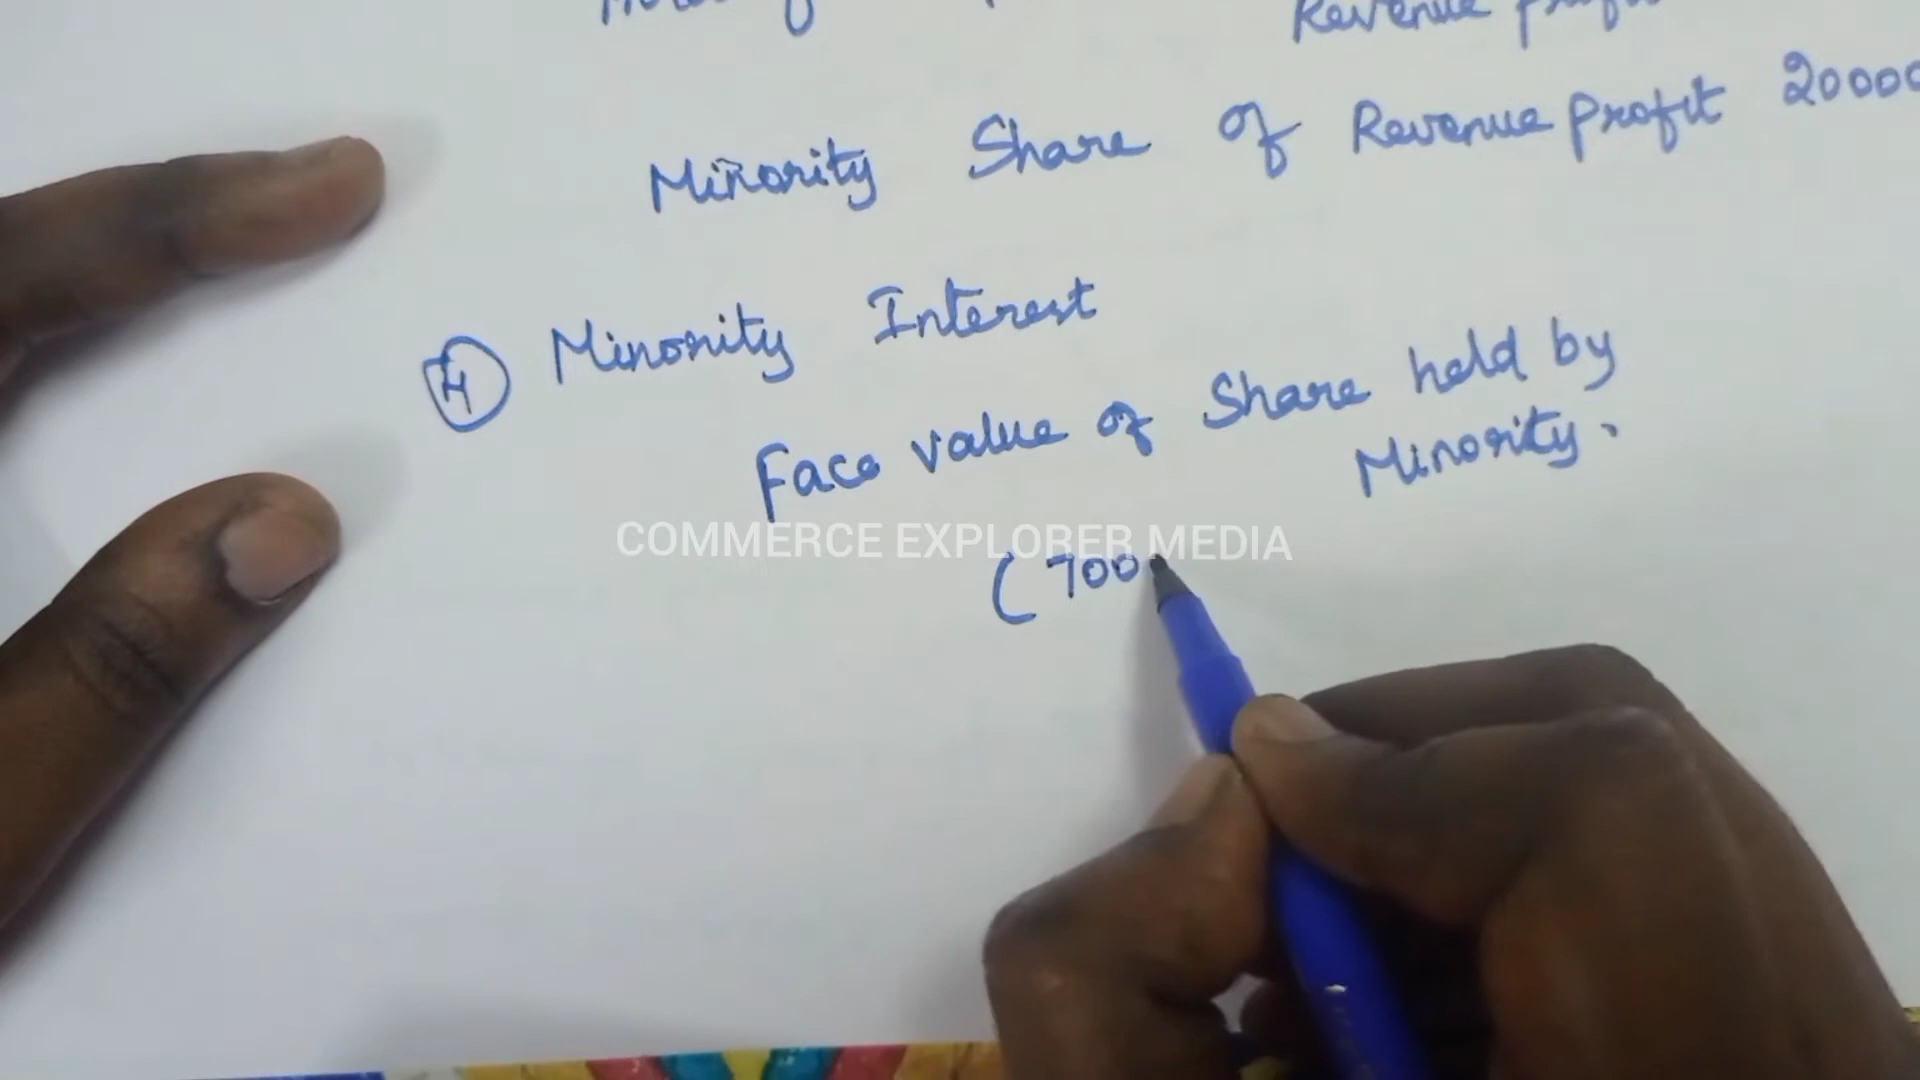 Revenue profit
Minority Share of Revenue profit 20000
4 Minority Interest
Face value of Share held by
Minority.
COMMERCE EXPLORER MEDIA
( 700